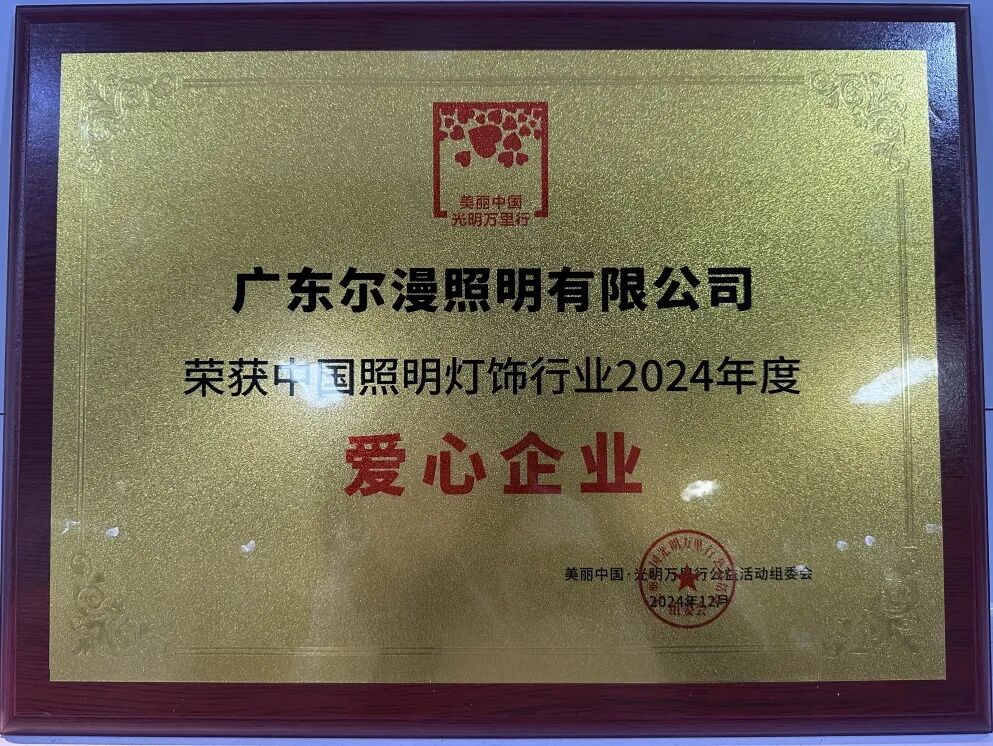 美丽中国
光明万里行
广东尔漫照明有限公司
荣获中国照明灯饰行业2024年度
爱心企业
美丽中国·光明万里行公益活动组委会
2024年12月
组委会